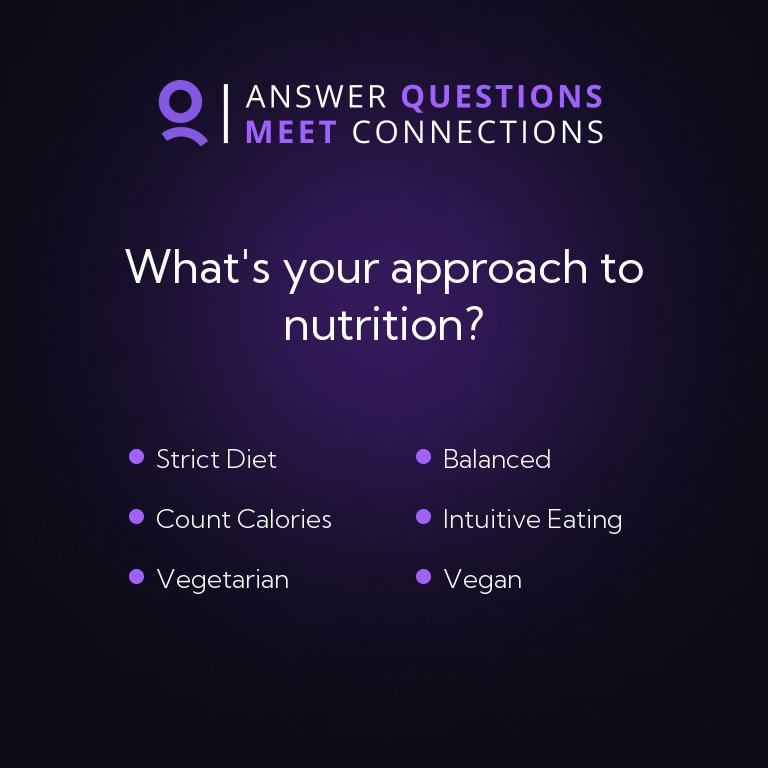 ANSWER QUESTIONS
MEET CONNECTIONS
What's your approach to
nutrition?
Strict Diet
Balanced
Count Calories
Intuitive Eating
Vegetarian
Vegan